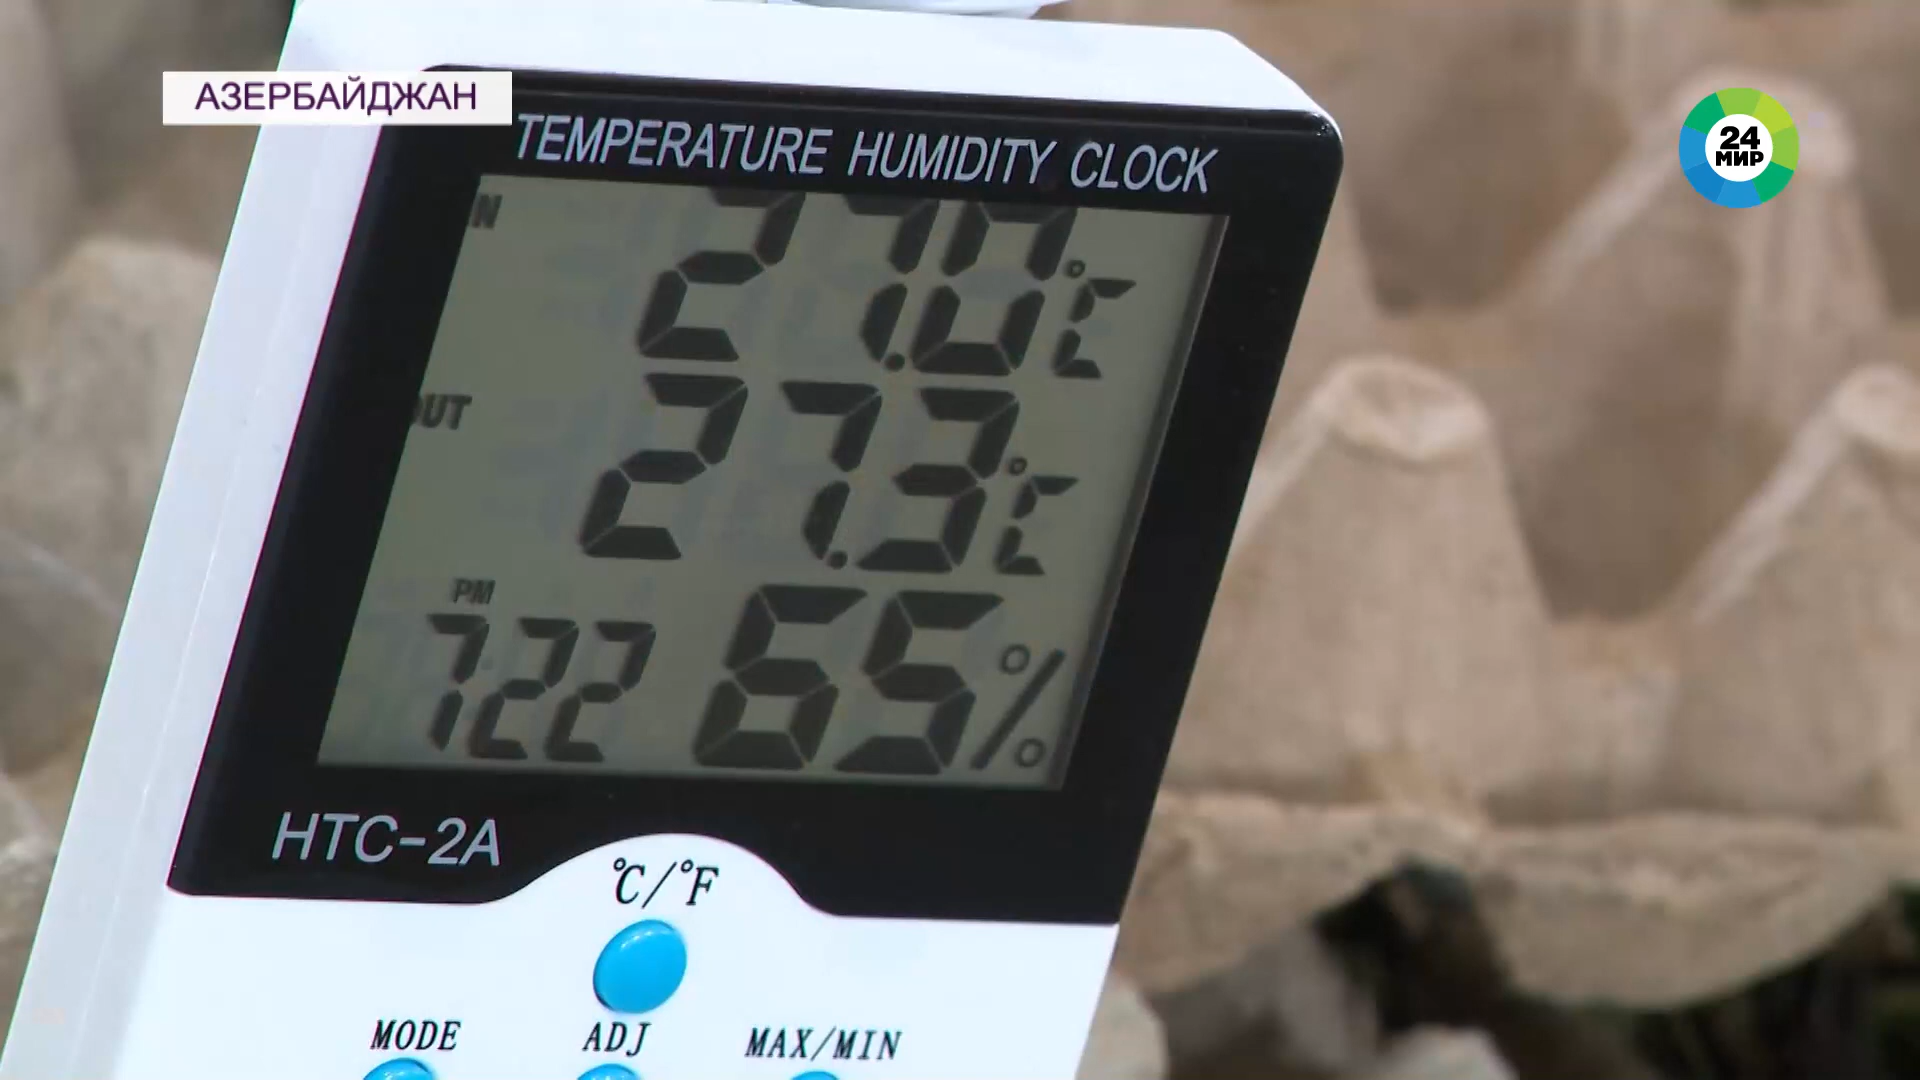 АЗЕРБАЙДЖАН
24
МИР
TEMPERATURE HUMIDITY CLOCK
IN 27.0 °C
OUT 27.3 °C
PM
7:22 65%
HTC-2A
°C/°F
MODE ADJ MAX/MIN